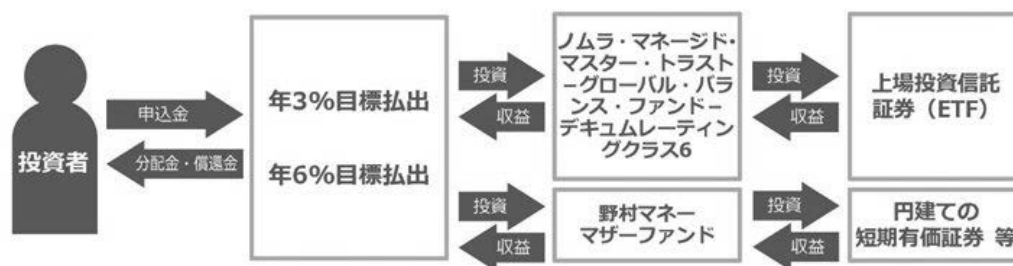 投資者
申込金
分配金・償還金
年3%目標払出
年6%目標払出
投資
収益
ノムラ・マネージド・
マスター・トラスト
－グローバル・バラ
ンス・ファンド－
デキュムレーティン
グクラス6
投資
収益
上場投資信託
証券（ETF）
投資
収益
野村マネー
マザーファンド
投資
収益
円建ての
短期有価証券 等